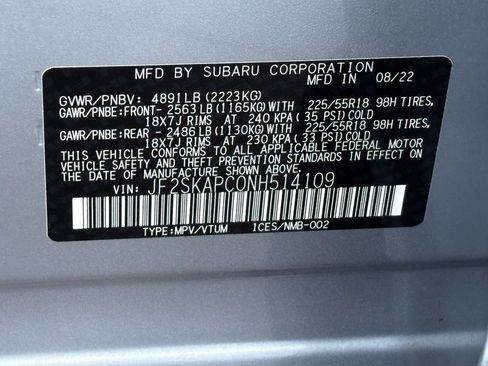 MFD BY SUBARU CORPORATION 08/22
GVWR/PNBV: 4891LB(2223KG)
GAWR/PNBE:FRONT-2563LB(1165KG)WITH 225/55R18 98H TIRES,
18x7J RIMS AT 240 KPA(35 PSI)COLD
GAWR/PNBE:REAR -2486LB(1130KG)WITH 225/55R18 98H TIRES,
18x7J RIMS AT 230 KPA(33 PSI)COLD
THIS VEHICLE CONFORMS TO ALL APPLICABLE FEDERAL MOTOR
VEHICLE SAFETY AND THEFT PREVENTION STANDARDS IN EFFECT ON
THE DATE OF MANUFACTURE SHOWN ABOVE.
VIN: JF2SKAPC0NH514109
TYPE:MPV/VTUM ICES/NMB-002